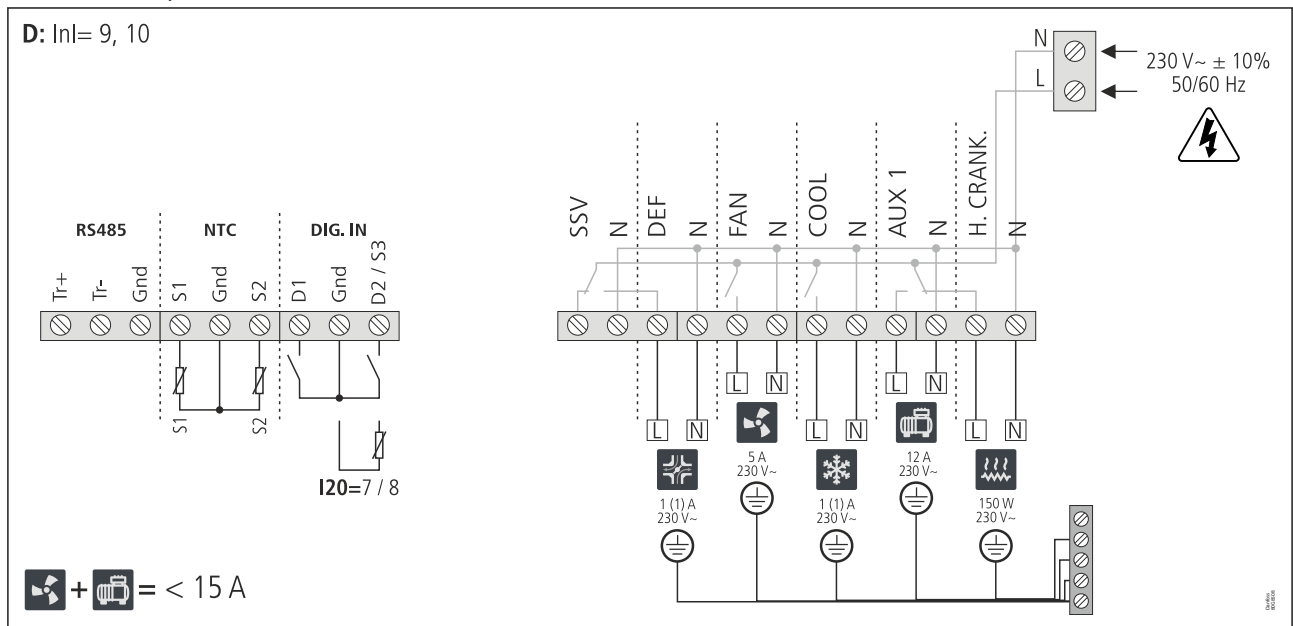 D: InI= 9, 10
N
L
230 V~ ± 10%
50/60 Hz
RS485
NTC
DIG. IN
Tr+
Tr-
Gnd
S1
Gnd
S2
D1
Gnd
D2 / S3
SSV
N
DEF
N
FAN
N
COOL
N
AUX 1
N
H. CRANK.
N
S1
S2
I20=7 / 8
L
N
L
N
L
N
L
N
L
N
1 (1) A
230 V~
5 A
230 V~
1 (1) A
230 V~
12 A
230 V~
150 W
230 V~
+ = < 15 A
Danfoss